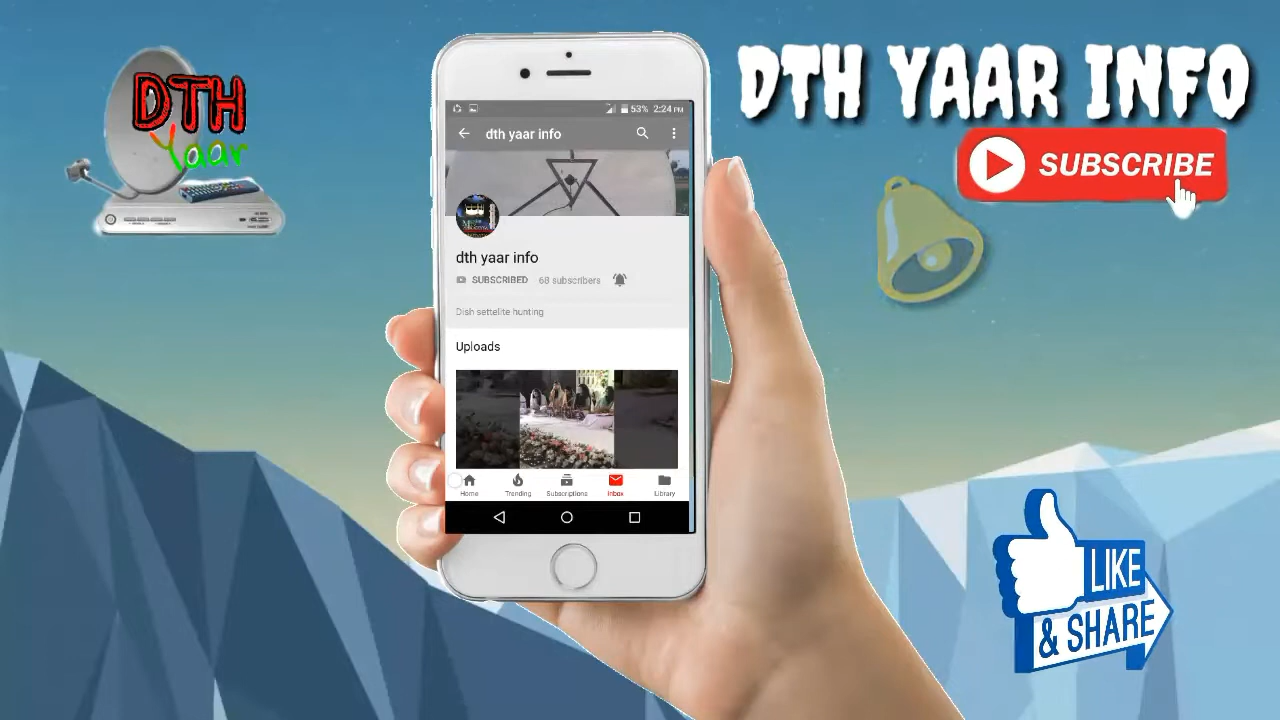 DTH
Yaar
DTH YAAR INFO
SUBSCRIBE
53% 2:24 PM
dth yaar info
dth yaar info
SUBSCRIBED 68 subscribers
Dish settelite hunting
Uploads
Home Trending Subscriptions Inbox Library
LIKE
& SHARE